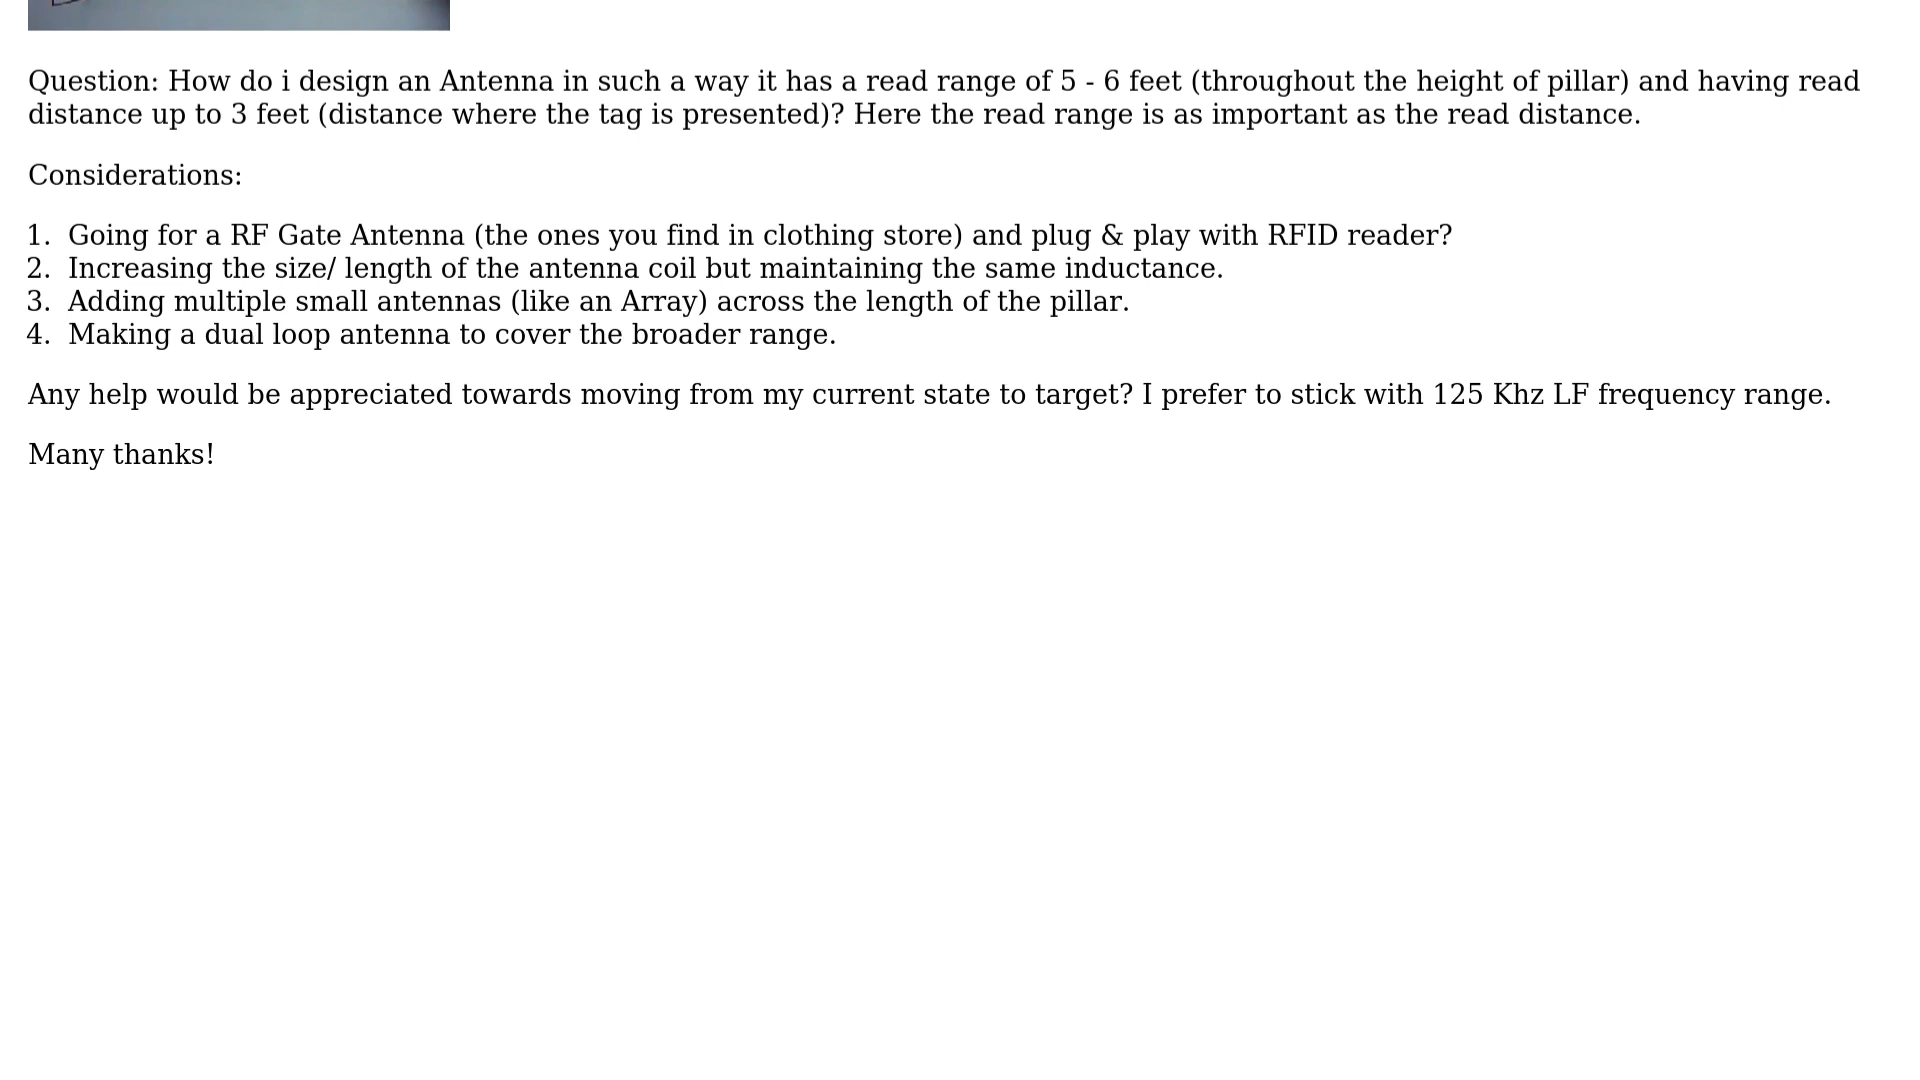 Question: How do i design an Antenna in such a way it has a read range of 5 - 6 feet (throughout the height of pillar) and having read
distance up to 3 feet (distance where the tag is presented)? Here the read range is as important as the read distance.
Considerations:
1. Going for a RF Gate Antenna (the ones you find in clothing store) and plug & play with RFID reader?
2. Increasing the size/ length of the antenna coil but maintaining the same inductance.
3. Adding multiple small antennas (like an Array) across the length of the pillar.
4. Making a dual loop antenna to cover the broader range.
Any help would be appreciated towards moving from my current state to target? I prefer to stick with 125 Khz LF frequency range.
Many thanks!